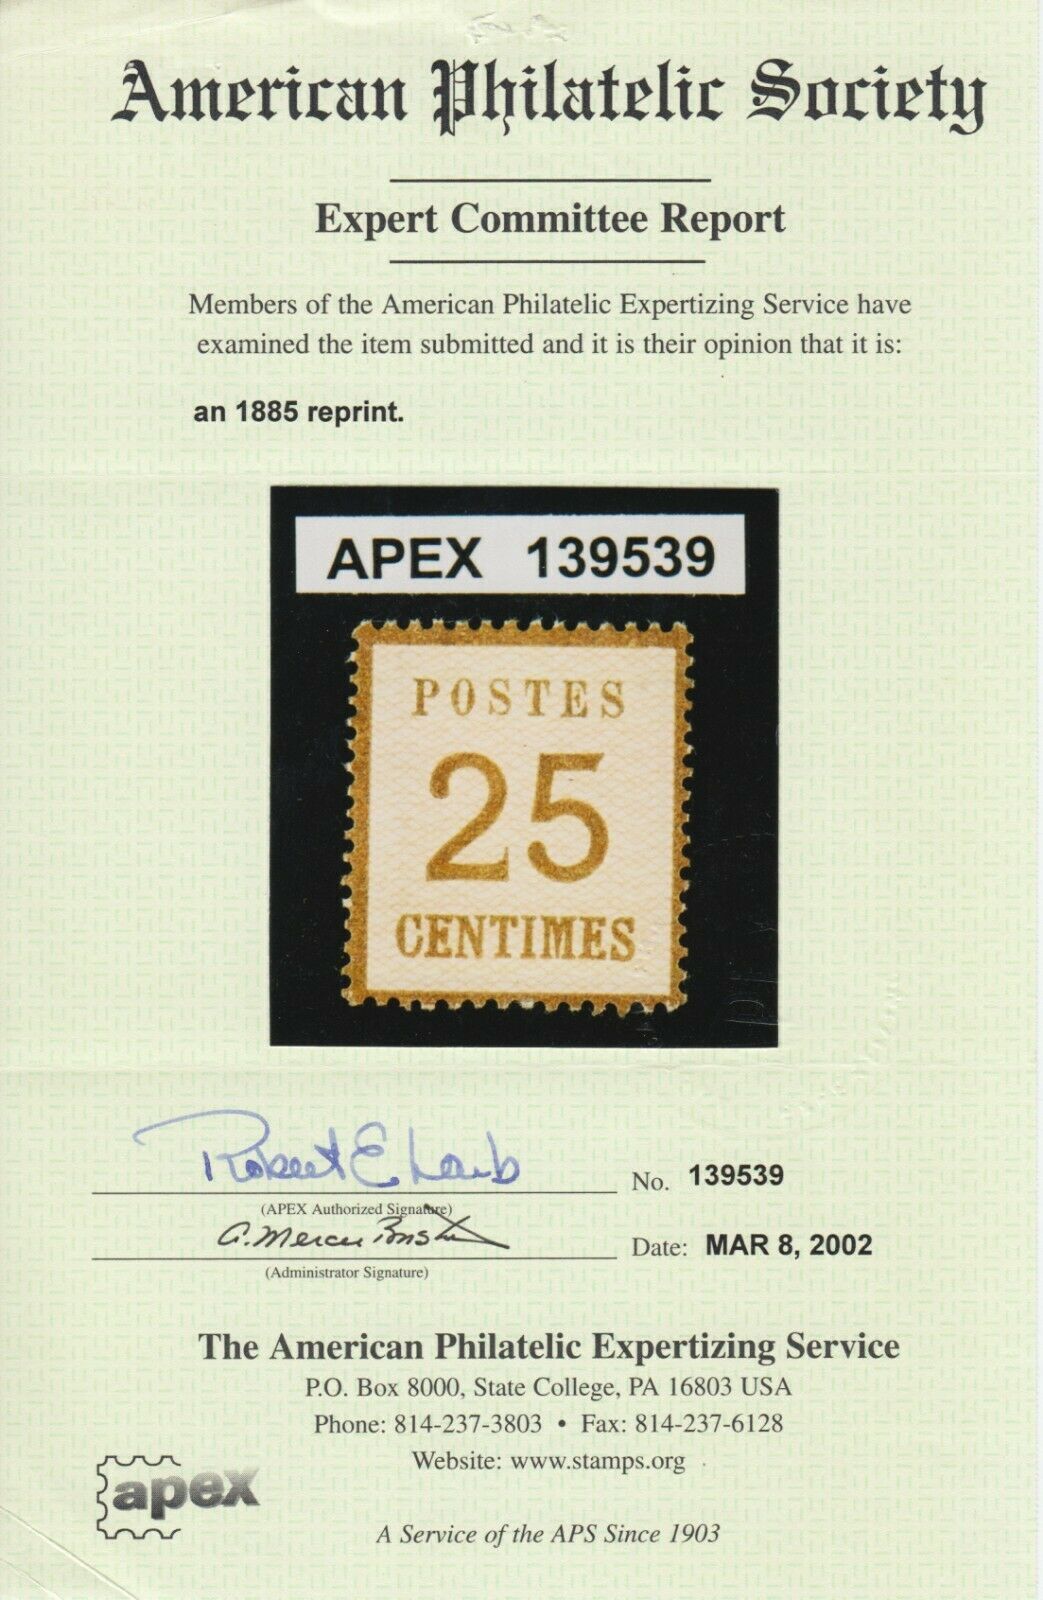 American Philatelic Society
Expert Committee Report
Members of the American Philatelic Expertizing Service have
examined the item submitted and it is their opinion that it is:
an 1885 reprint.
APEX 139539
POSTES
25
CENTIMES
Robert E. Lamb
No. 139539
(APEX Authorized Signature)
Date: MAR 8, 2002
(Administrator Signature)
The American Philatelic Expertizing Service
P.O. Box 8000, State College, PA 16803 USA
Phone: 814-237-3803 • Fax: 814-237-6128
Website: www.stamps.org
apex
A Service of the APS Since 1903